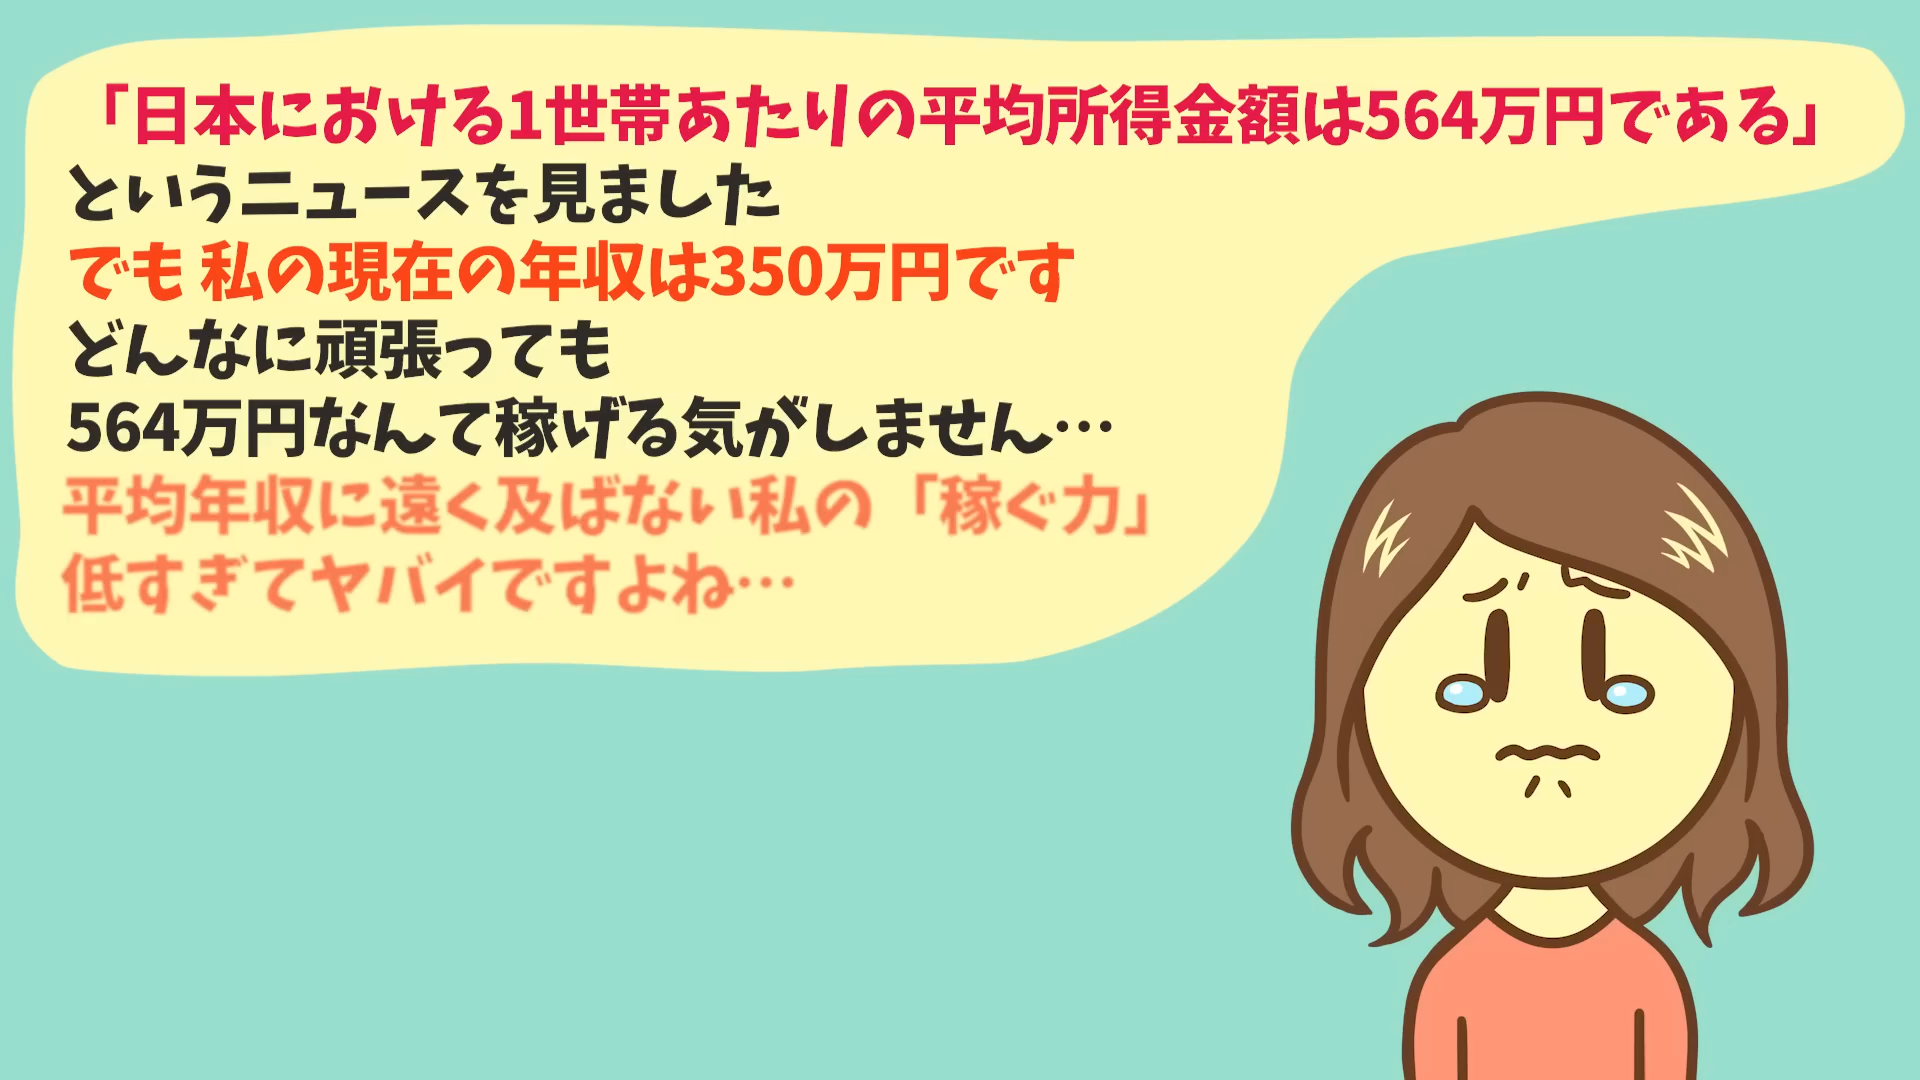 「日本における1世帯あたりの平均所得金額は564万円である」
というニュースを見ました
でも 私の現在の年収は350万円です
どんなに頑張っても
564万円なんて稼げる気がしません…
平均年収に遠く及ばない私の「稼ぐ力」
低すぎてヤバイですよね…